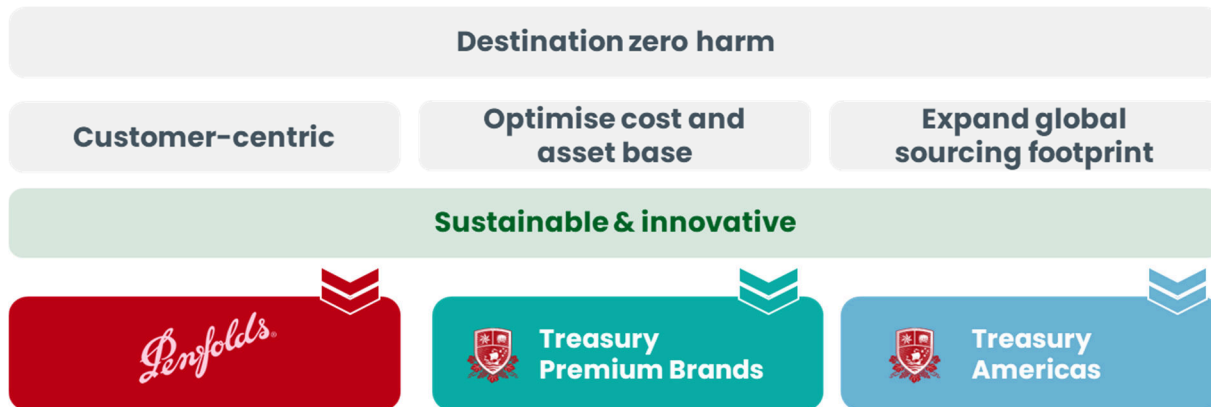 Destination zero harm
Customer-centric
Optimise cost and
asset base
Expand global
sourcing footprint
Sustainable & innovative
Penfolds®
Treasury
Premium Brands
Treasury
Americas